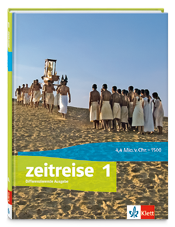 4,4 Mio. v. Chr. – 1500
zeitreise 1
Differenzierende Ausgabe
Klett